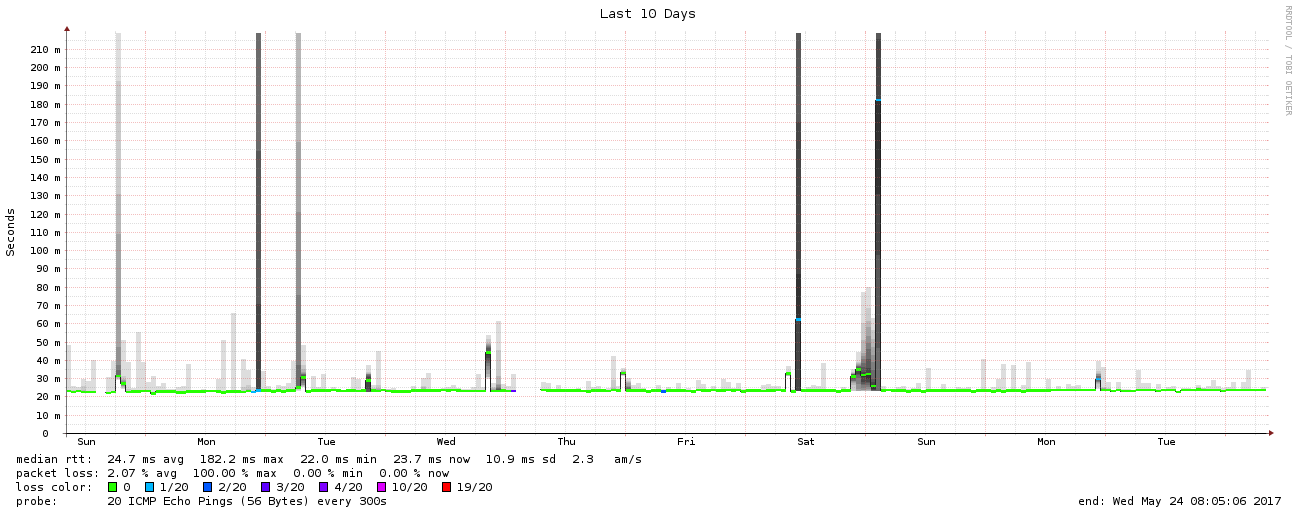 Last 10 Days
RRDTOOL / TOBI OETIKER
Seconds
210 m
200 m
190 m
180 m
170 m
160 m
150 m
140 m
130 m
120 m
110 m
100 m
90 m
80 m
70 m
60 m
50 m
40 m
30 m
20 m
10 m
0
Sun Mon Tue Wed Thu Fri Sat Sun Mon Tue
median rtt: 24.7 ms avg 182.2 ms max 22.0 ms min 23.7 ms now 10.9 ms sd 2.3 am/s
packet loss: 2.07 % avg 100.00 % max 0.00 % min 0.00 % now
loss color: 0 1/20 2/20 3/20 4/20 10/20 19/20
probe: 20 ICMP Echo Pings (56 Bytes) every 300s end: Wed May 24 08:05:06 2017